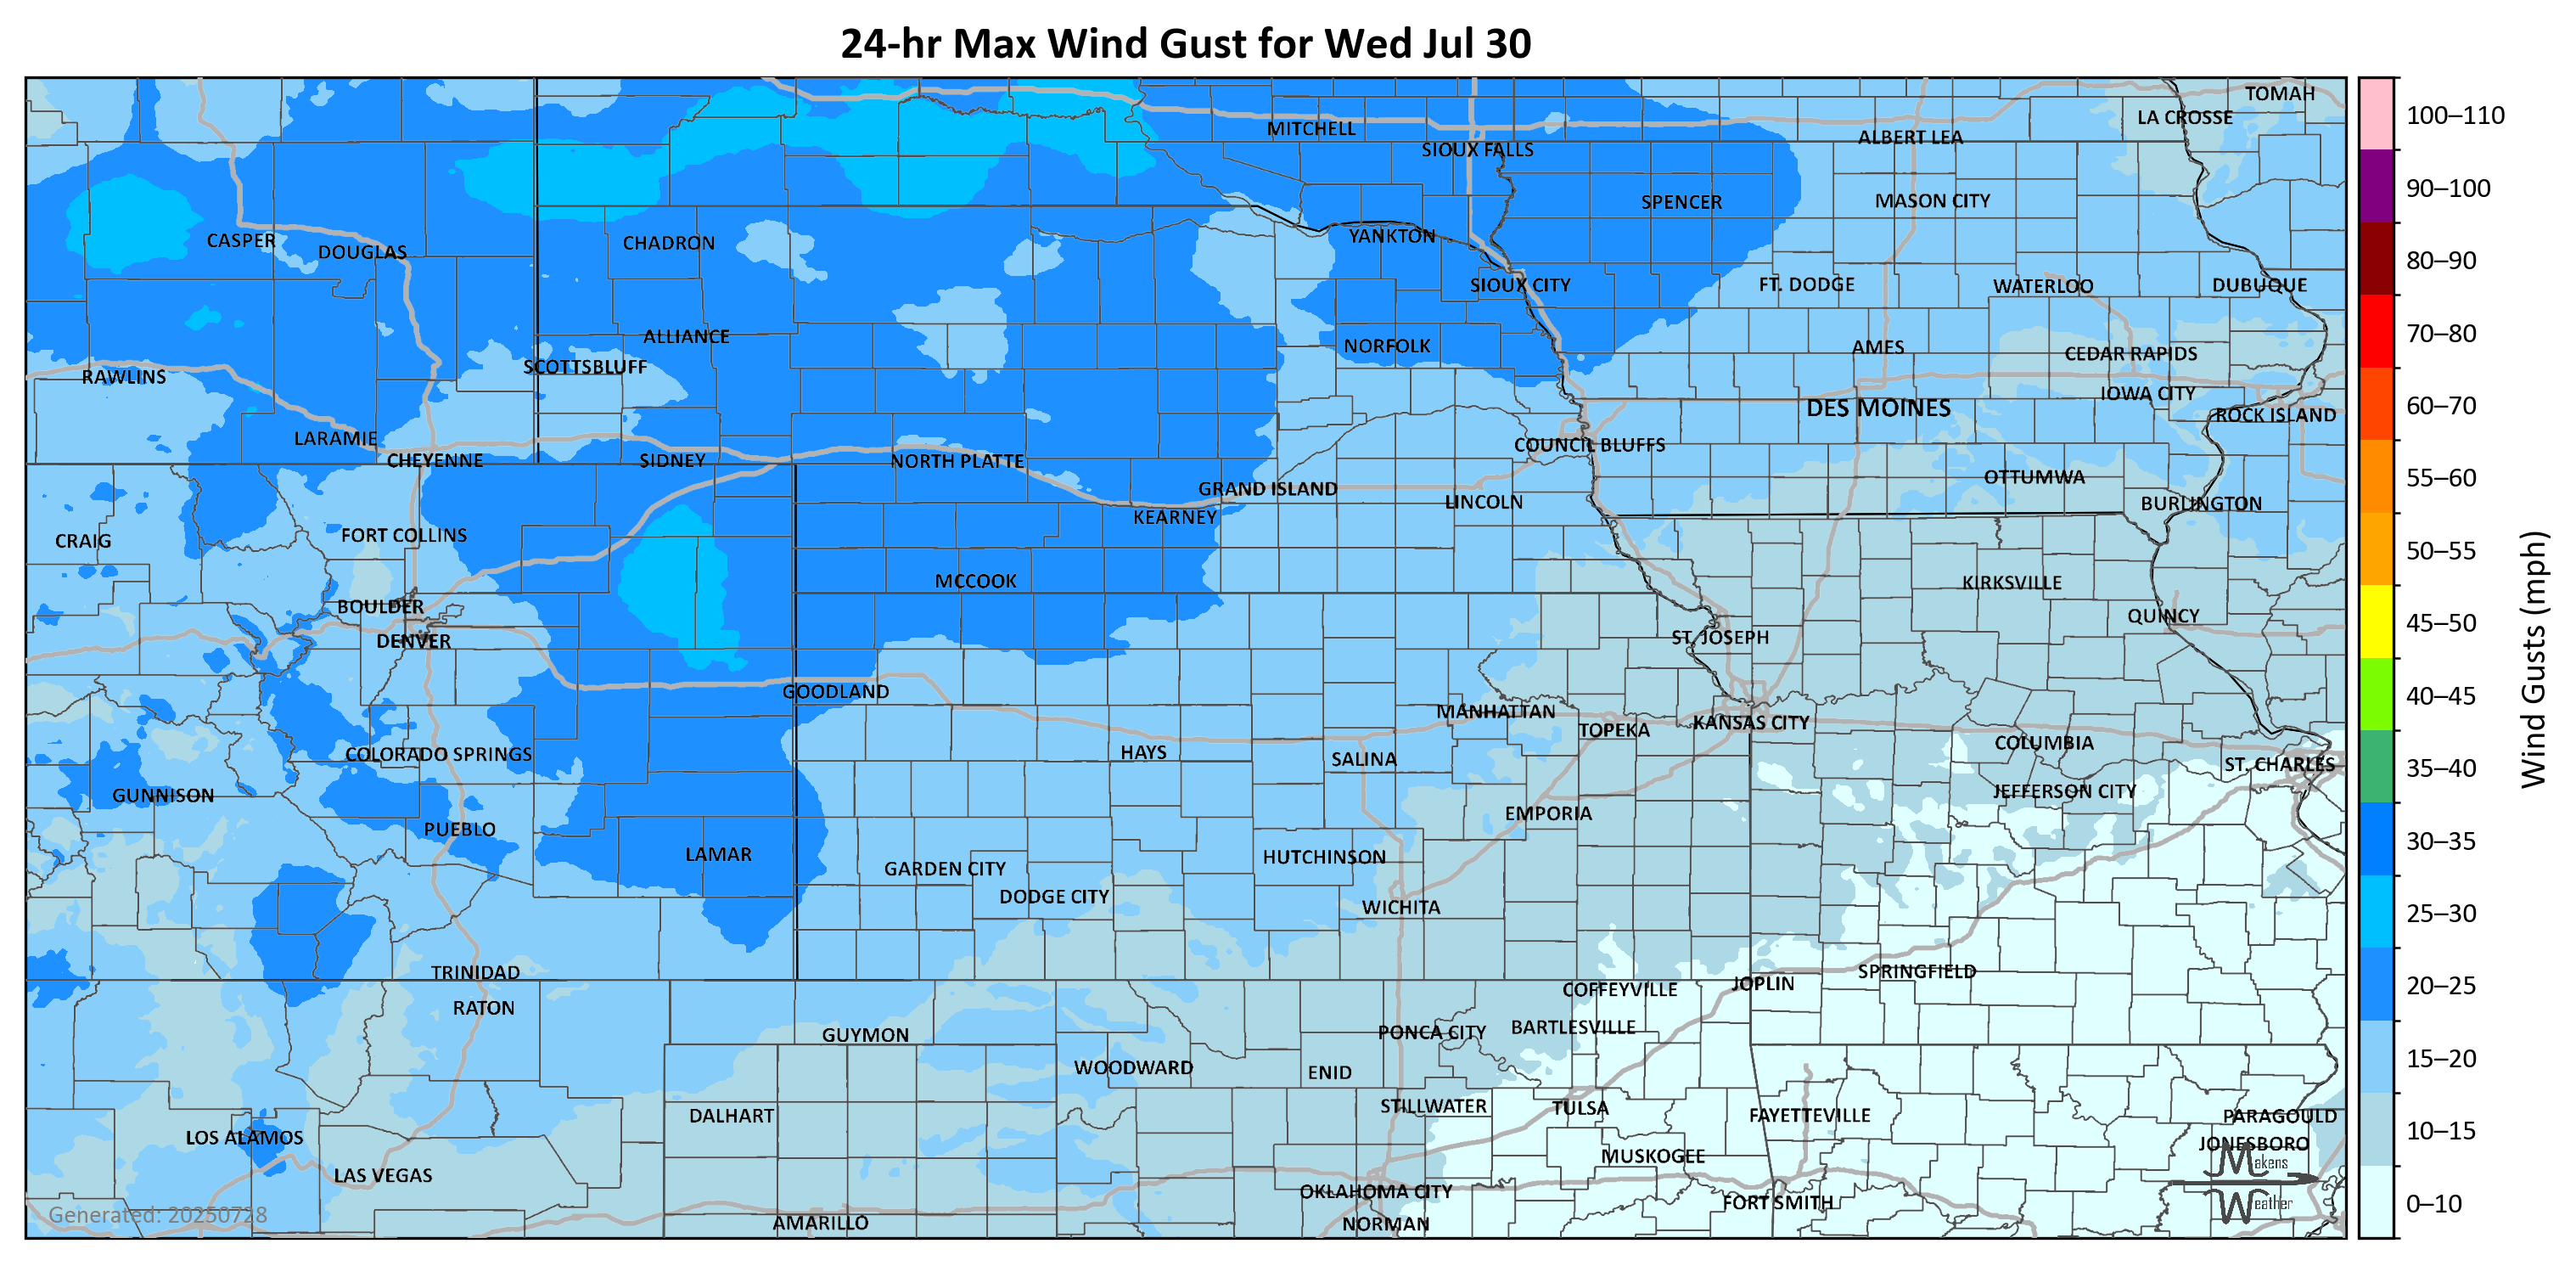 24-hr Max Wind Gust for Wed Jul 30
TOMAH
LA CROSSE
MITCHELL
ALBERT LEA
SIOUX FALLS
SPENCER
MASON CITY
CASPER
DOUGLAS
CHADRON
YANKTON
SIOUX CITY
FT. DODGE
WATERLOO
DUBUQUE
ALLIANCE
NORFOLK
AMES
CEDAR RAPIDS
SCOTTSBLUFF
RAWLINS
IOWA CITY
DES MOINES
ROCK ISLAND
LARAMIE
COUNCIL BLUFFS
CHEYENNE
SIDNEY
NORTH PLATTE
OTTUMWA
GRAND ISLAND
LINCOLN
BURLINGTON
KEARNEY
FORT COLLINS
CRAIG
MCCOOK
KIRKSVILLE
BOULDER
QUINCY
DENVER
ST. JOSEPH
GOODLAND
MANHATTAN
TOPEKA
KANSAS CITY
COLUMBIA
COLORADO SPRINGS
HAYS
SALINA
ST. CHARLES
GUNNISON
JEFFERSON CITY
EMPORIA
PUEBLO
LAMAR
HUTCHINSON
GARDEN CITY
DODGE CITY
WICHITA
TRINIDAD
SPRINGFIELD
JOPLIN
COFFEYVILLE
RATON
BARTLESVILLE
GUYMON
PONCA CITY
WOODWARD
ENID
STILLWATER
TULSA
DALHART
FAYETTEVILLE
PARAGOULD
LOS ALAMOS
JONESBORO
MUSKOGEE
LAS VEGAS
OKLAHOMA CITY
FORT SMITH
AMARILLO
NORMAN
Generated: 20250728
Makens
Weather
100–110
90–100
80–90
70–80
60–70
55–60
50–55
45–50
40–45
35–40
30–35
25–30
20–25
15–20
10–15
0–10
Wind Gusts (mph)